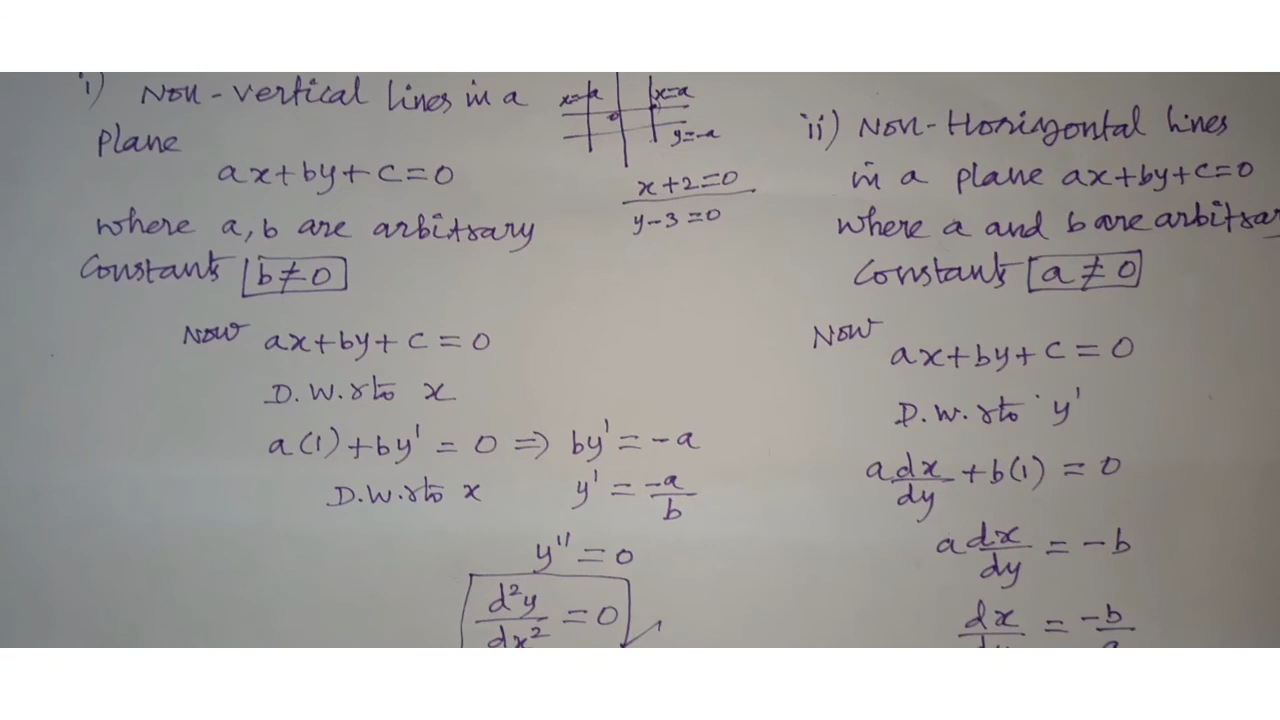 i) Non-vertical lines in a
plane
ax+by+c=0
where a, b are arbitrary
Constants b≠0
Now ax+by+c=0
D.W.r to x
a(1)+by' = 0 ⇒ by' = -a
D.W.r to x y' = -a/b
y'' = 0
d²y/dx² = 0
x=-a
x=a
y=-a
x+2=0
y-3=0
ii) Non-Horizontal lines
in a plane ax+by+c=0
where a and b are arbitrar
Constants a≠0
Now
ax+by+c=0
D.W.r to 'y'
a dx/dy + b(1) = 0
a dx/dy = -b
dx/dy = -b/a